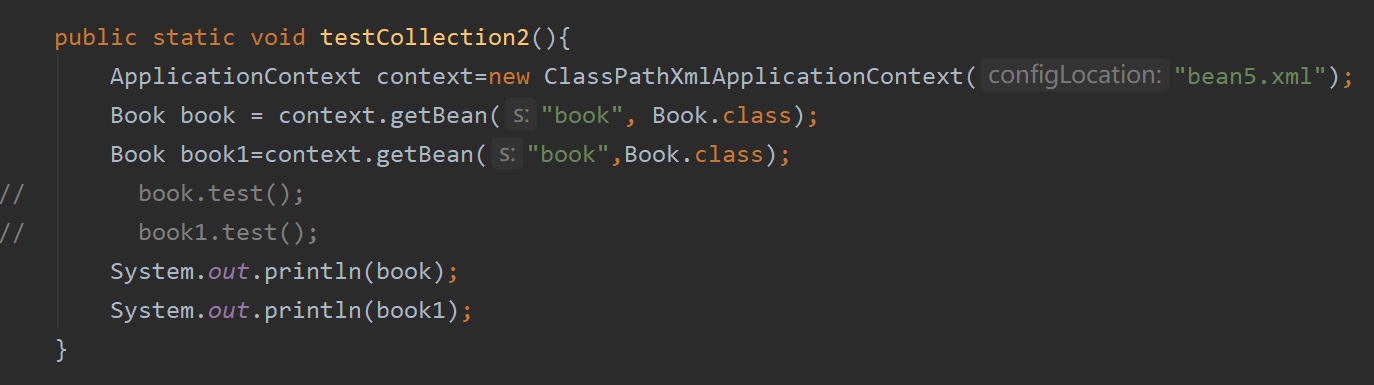 public static void testCollection2(){
ApplicationContext context=new ClassPathXmlApplicationContext( configLocation: "bean5.xml");
Book book = context.getBean( s: "book", Book.class);
Book book1=context.getBean( s: "book",Book.class);
// book.test();
// book1.test();
System.out.println(book);
System.out.println(book1);
}